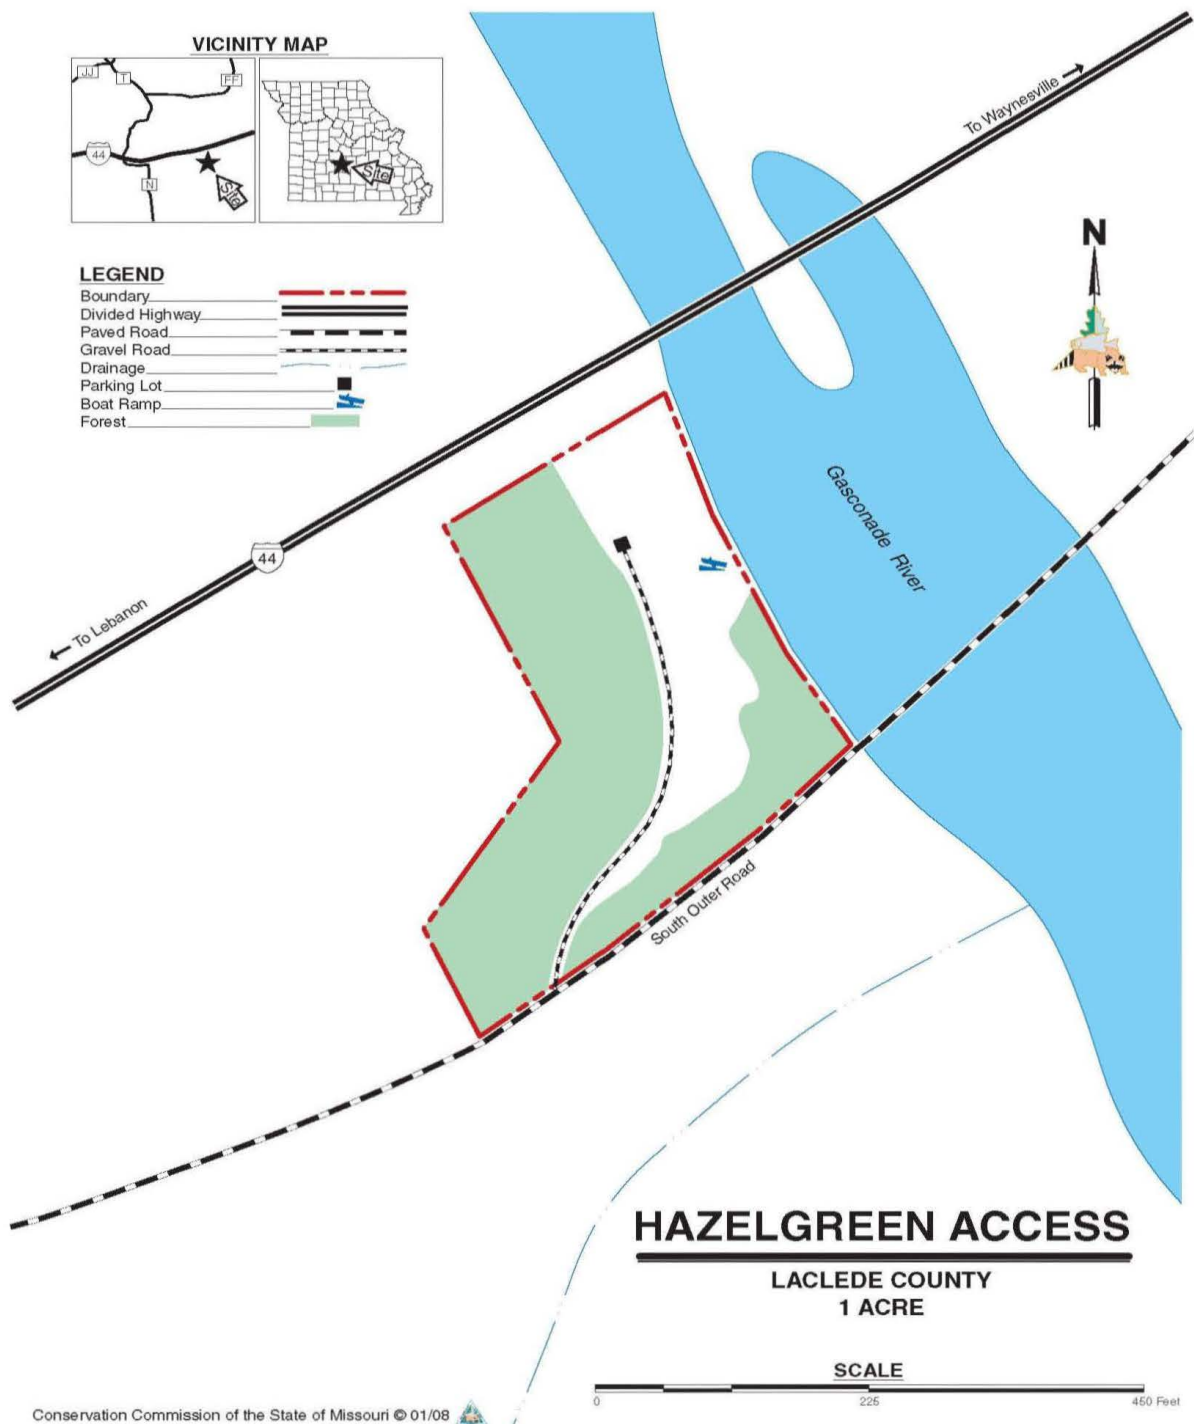 VICINITY MAP
JJ
T
FF
44
N
Site
Site
LEGEND
Boundary
Divided Highway
Paved Road
Gravel Road
Drainage
Parking Lot
Boat Ramp
Forest
To Waynesville
N
Gasconade River
44
To Lebanon
South Outer Road
HAZELGREEN ACCESS
LACLEDE COUNTY
1 ACRE
SCALE
0 225 450 Feet
Conservation Commission of the State of Missouri © 01/08